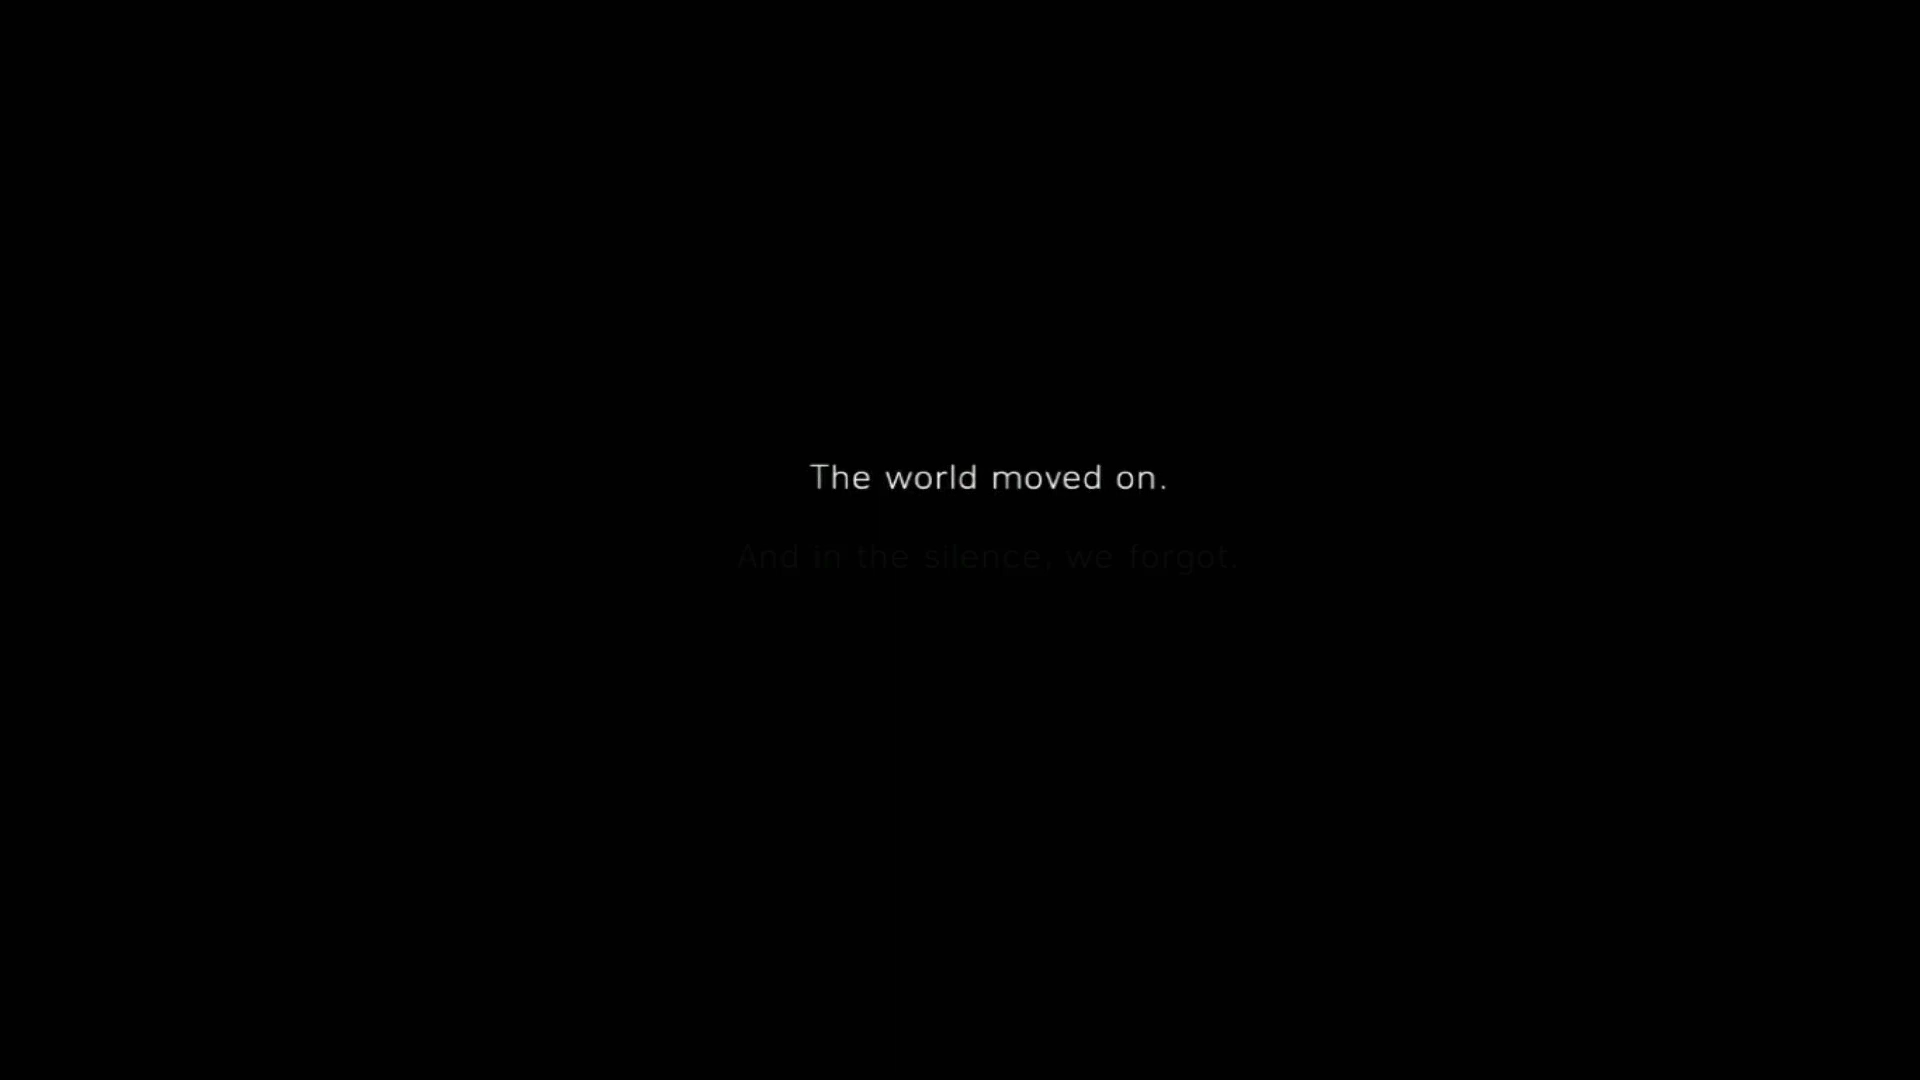 The world moved on.
And in the silence, we forgot.